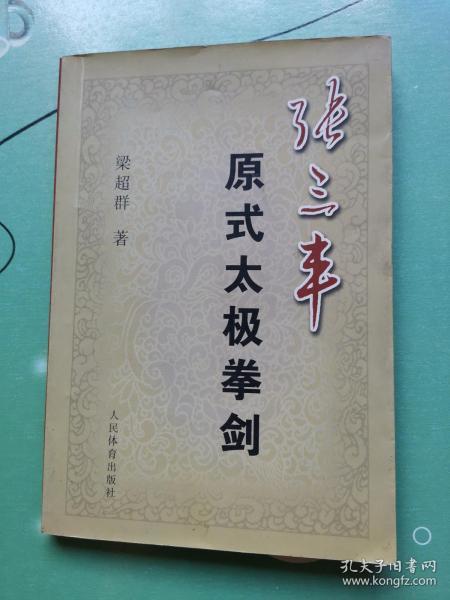 张三丰
原式太极拳剑
梁超群 著
人民体育出版社
孔夫子旧书网
www.kongfz.com